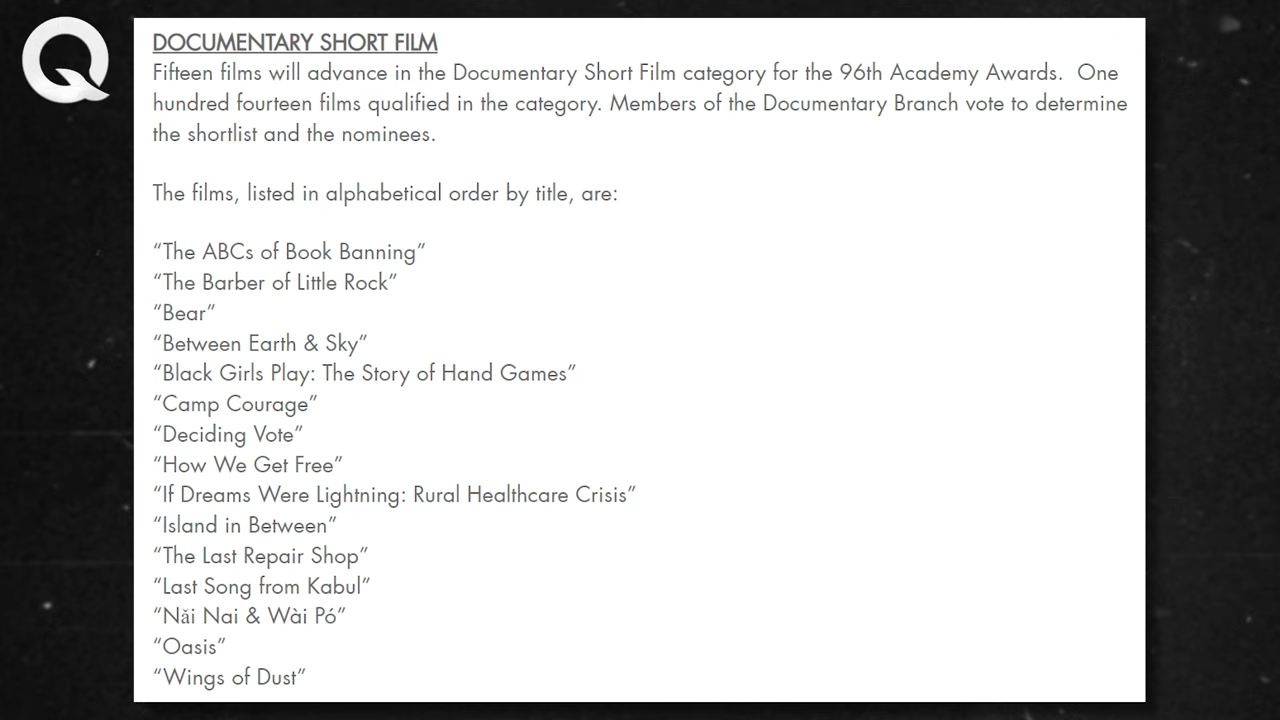 Q
DOCUMENTARY SHORT FILM
Fifteen films will advance in the Documentary Short Film category for the 96th Academy Awards.  One
hundred fourteen films qualified in the category. Members of the Documentary Branch vote to determine
the shortlist and the nominees.
The films, listed in alphabetical order by title, are:
“The ABCs of Book Banning”
“The Barber of Little Rock”
“Bear”
“Between Earth & Sky”
“Black Girls Play: The Story of Hand Games”
“Camp Courage”
“Deciding Vote”
“How We Get Free”
“If Dreams Were Lightning: Rural Healthcare Crisis”
“Island in Between”
“The Last Repair Shop”
“Last Song from Kabul”
“Nǎi Nai & Wài Pó”
“Oasis”
“Wings of Dust”